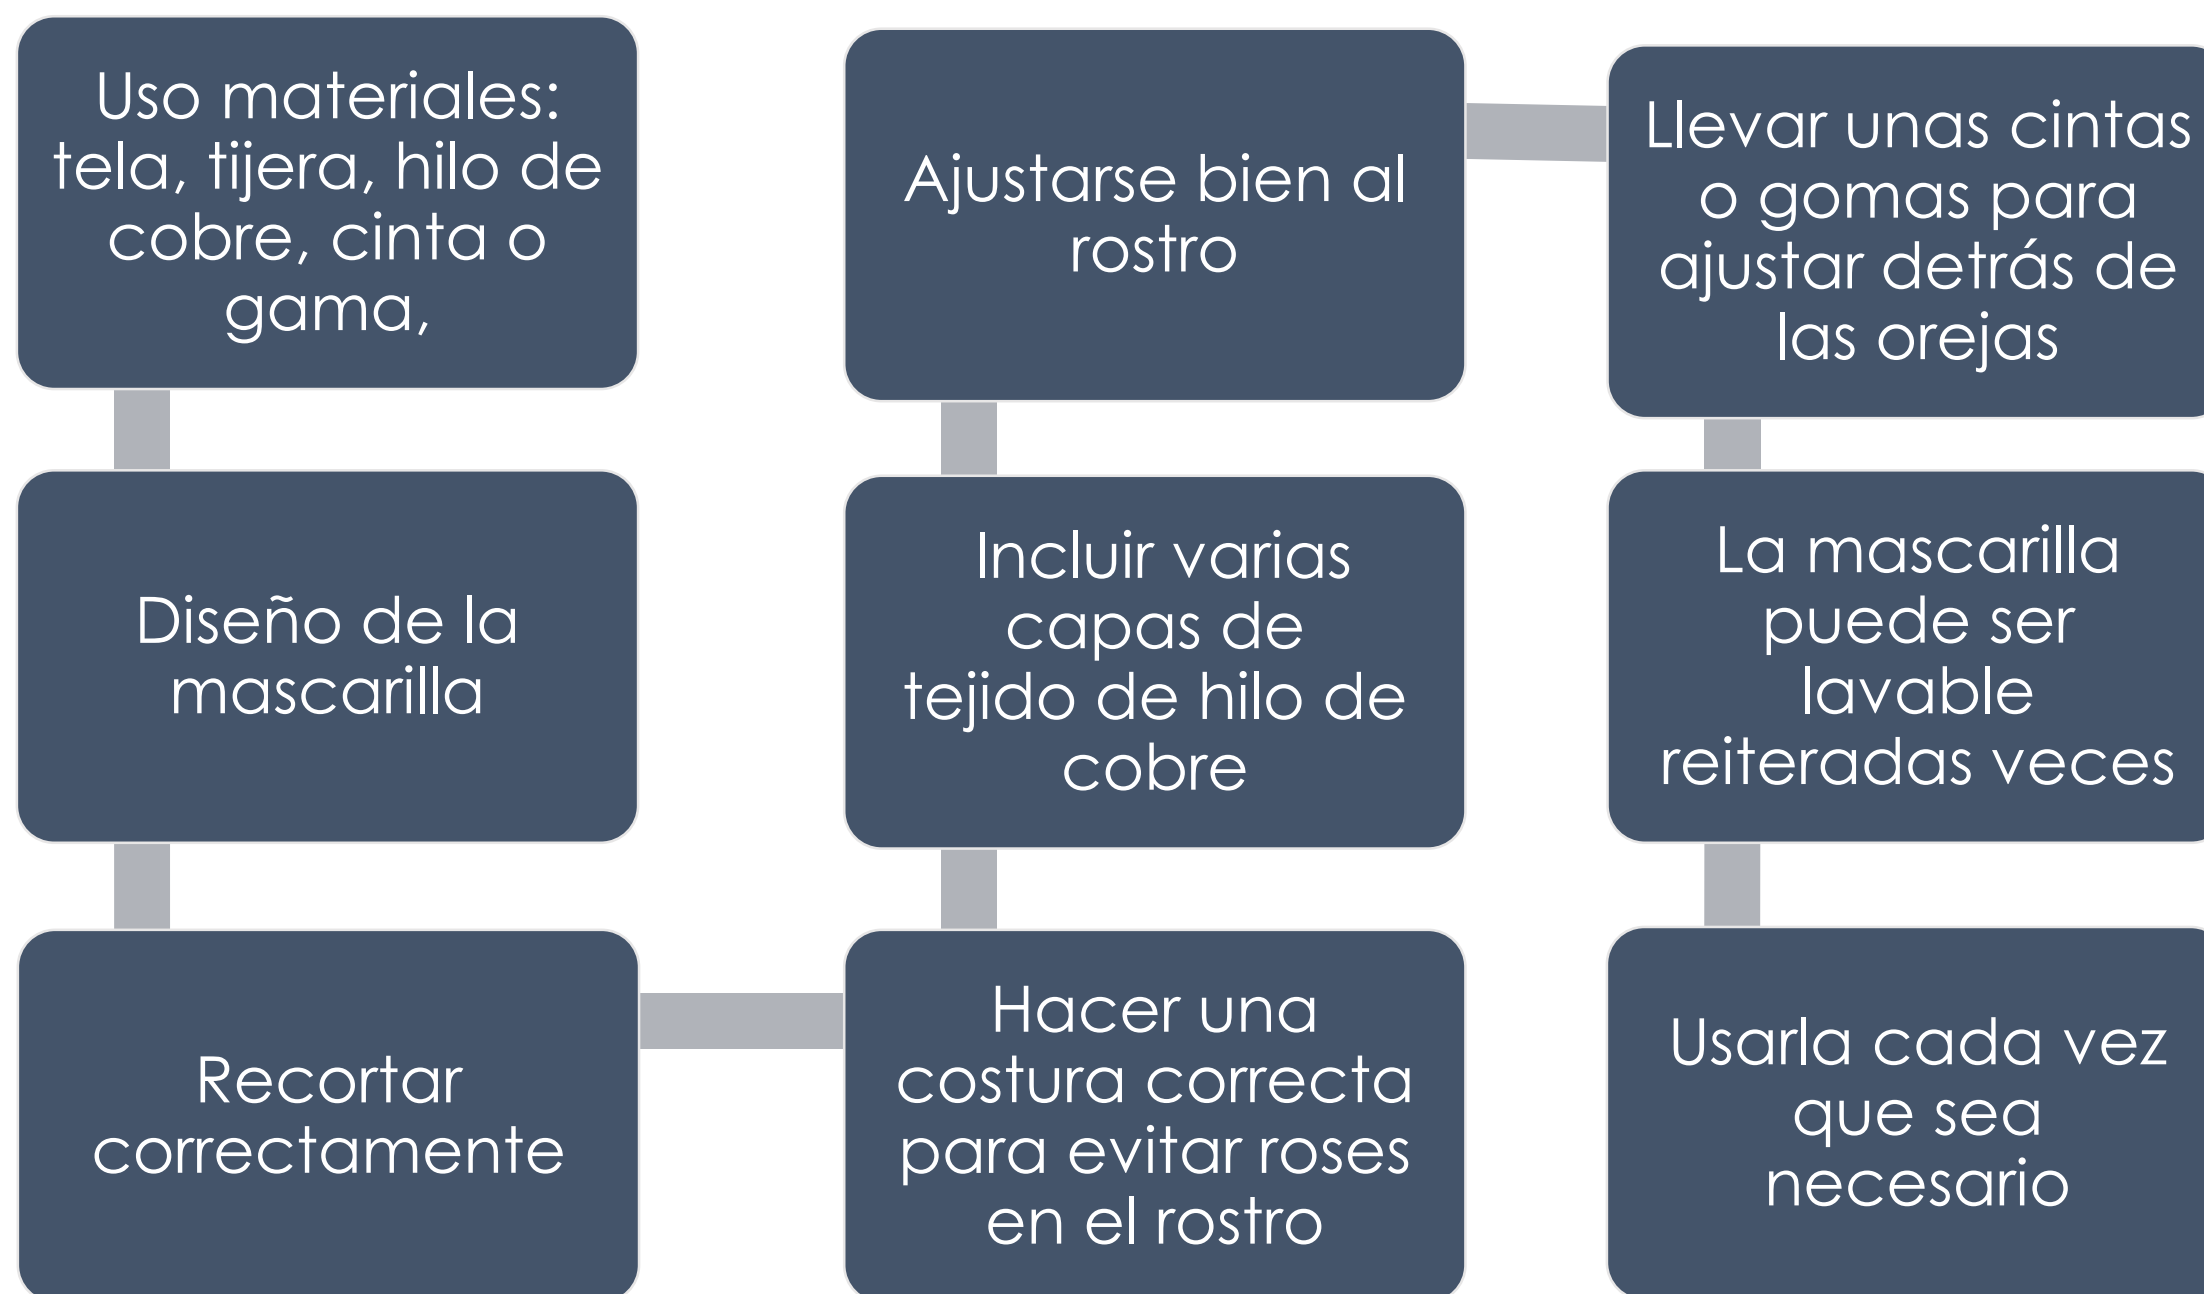 Uso materiales:
tela, tijera, hilo de
cobre, cinta o
gama,
Diseño de la
mascarilla
Recortar
correctamente
Hacer una
costura correcta
para evitar roses
en el rostro
Incluir varias
capas de
tejido de hilo de
cobre
Ajustarse bien al
rostro
Llevar unas cintas
o gomas para
ajustar detrás de
las orejas
La mascarilla
puede ser
lavable
reiteradas veces
Usarla cada vez
que sea
necesario